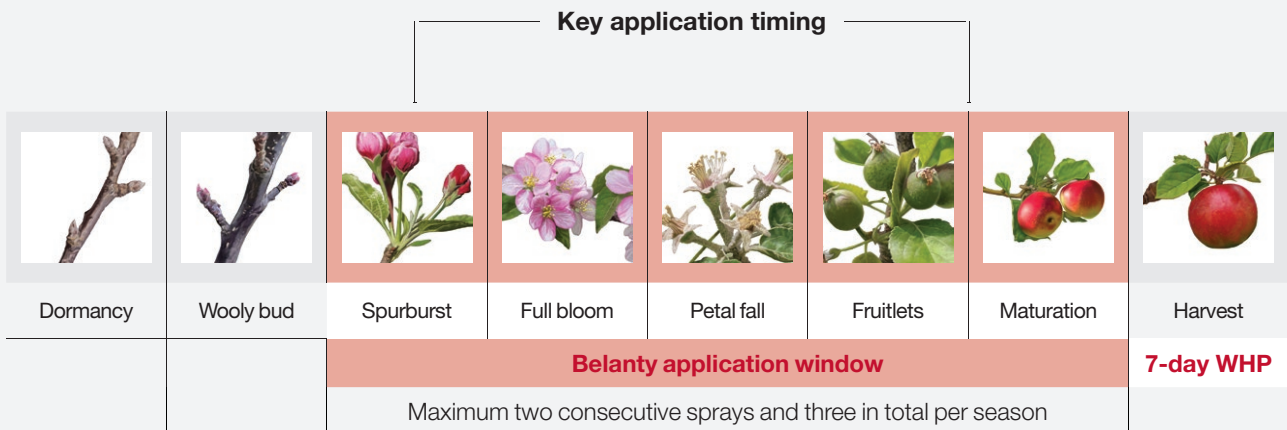 Key application timing
Dormancy
Wooly bud
Spurburst
Full bloom
Petal fall
Fruitlets
Maturation
Harvest
Belanty application window
7-day WHP
Maximum two consecutive sprays and three in total per season